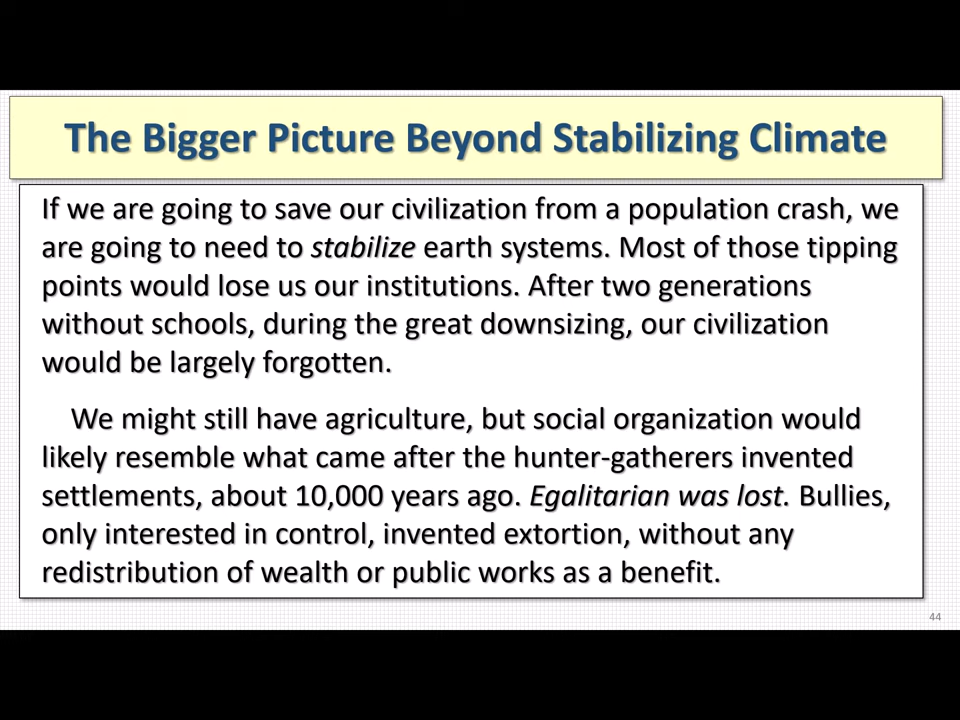 The Bigger Picture Beyond Stabilizing Climate
If we are going to save our civilization from a population crash, we
are going to need to stabilize earth systems. Most of those tipping
points would lose us our institutions. After two generations
without schools, during the great downsizing, our civilization
would be largely forgotten.
We might still have agriculture, but social organization would
likely resemble what came after the hunter-gatherers invented
settlements, about 10,000 years ago. Egalitarian was lost. Bullies,
only interested in control, invented extortion, without any
redistribution of wealth or public works as a benefit.
44